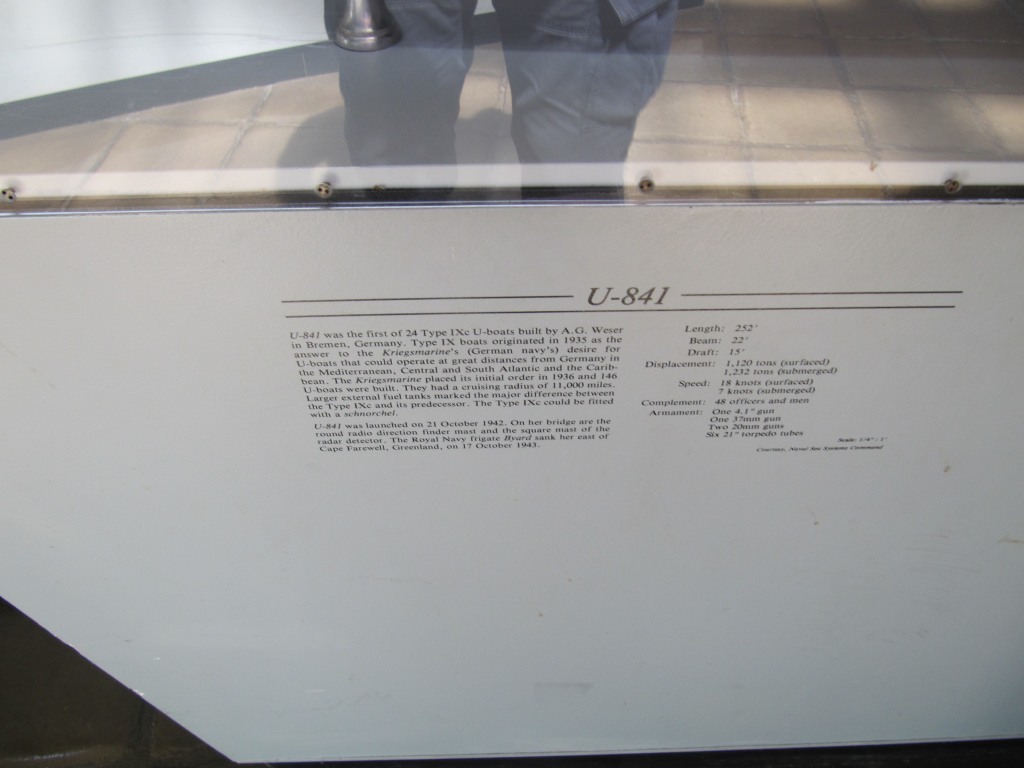 U-841
U-841 was the first of 24 Type IXc U-boats built by A.G. Weser
in Bremen, Germany. Type IX boats originated in 1935 as the
answer to the Kriegsmarine's (German navy's) desire for
U-boats that could operate at great distances from Germany in
the Mediterranean, Central and South Atlantic and the Carib-
bean. The Kriegsmarine placed its initial order in 1936 and 146
U-boats were built. They had a cruising radius of 11,000 miles.
Larger external fuel tanks marked the major difference between
the Type IXc and its predecessor. The Type IXc could be fitted
with a schnorchel.
U-841 was launched on 21 October 1942. On her bridge are the
round radio direction finder mast and the square mast of the
radar detector. The Royal Navy frigate Byard sank her east of
Cape Farewell, Greenland, on 17 October 1943.
Length: 252'
Beam: 22'
Draft: 15'
Displacement: 1,120 tons (surfaced)
1,232 tons (submerged)
Speed: 18 knots (surfaced)
7 knots (submerged)
Complement: 48 officers and men
Armament: One 4.1" gun
One 37mm gun
Two 20mm guns
Six 21" torpedo tubes
Scale: 1/4" : 1'
Courtesy, Naval Sea Systems Command